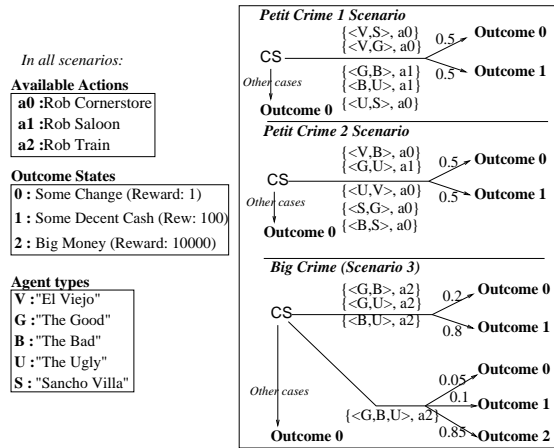 In all scenarios:
Available Actions
a0 :Rob Cornerstore
a1 :Rob Saloon
a2 :Rob Train
Outcome States
0 : Some Change (Reward: 1)
1 : Some Decent Cash (Rew: 100)
2 : Big Money (Reward: 10000)
Agent types
V :"El Viejo"
G :"The Good"
B :"The Bad"
U :"The Ugly"
S :"Sancho Villa"
Petit Crime 1 Scenario
{<V,S>, a0}
{<V,G>, a0}
CS
{<G,B>, a1}
{<B,U>, a1}
{<U,S>, a0}
0.5
0.5
Outcome 0
Outcome 1
Other cases
Outcome 0
Petit Crime 2 Scenario
{<V,B>, a0}
{<G,U>, a1}
CS
{<U,V>, a0}
{<S,G>, a0}
{<B,S>, a0}
0.5
0.5
Outcome 0
Outcome 1
Other cases
Outcome 0
Big Crime (Scenario 3)
{<G,B>, a2}
{<G,U>, a2}
CS
{<B,U>, a2}
0.2
0.8
Outcome 0
Outcome 1
Other cases
Outcome 0
{<G,B,U>, a2}
0.05
0.1
0.85
Outcome 0
Outcome 1
Outcome 2